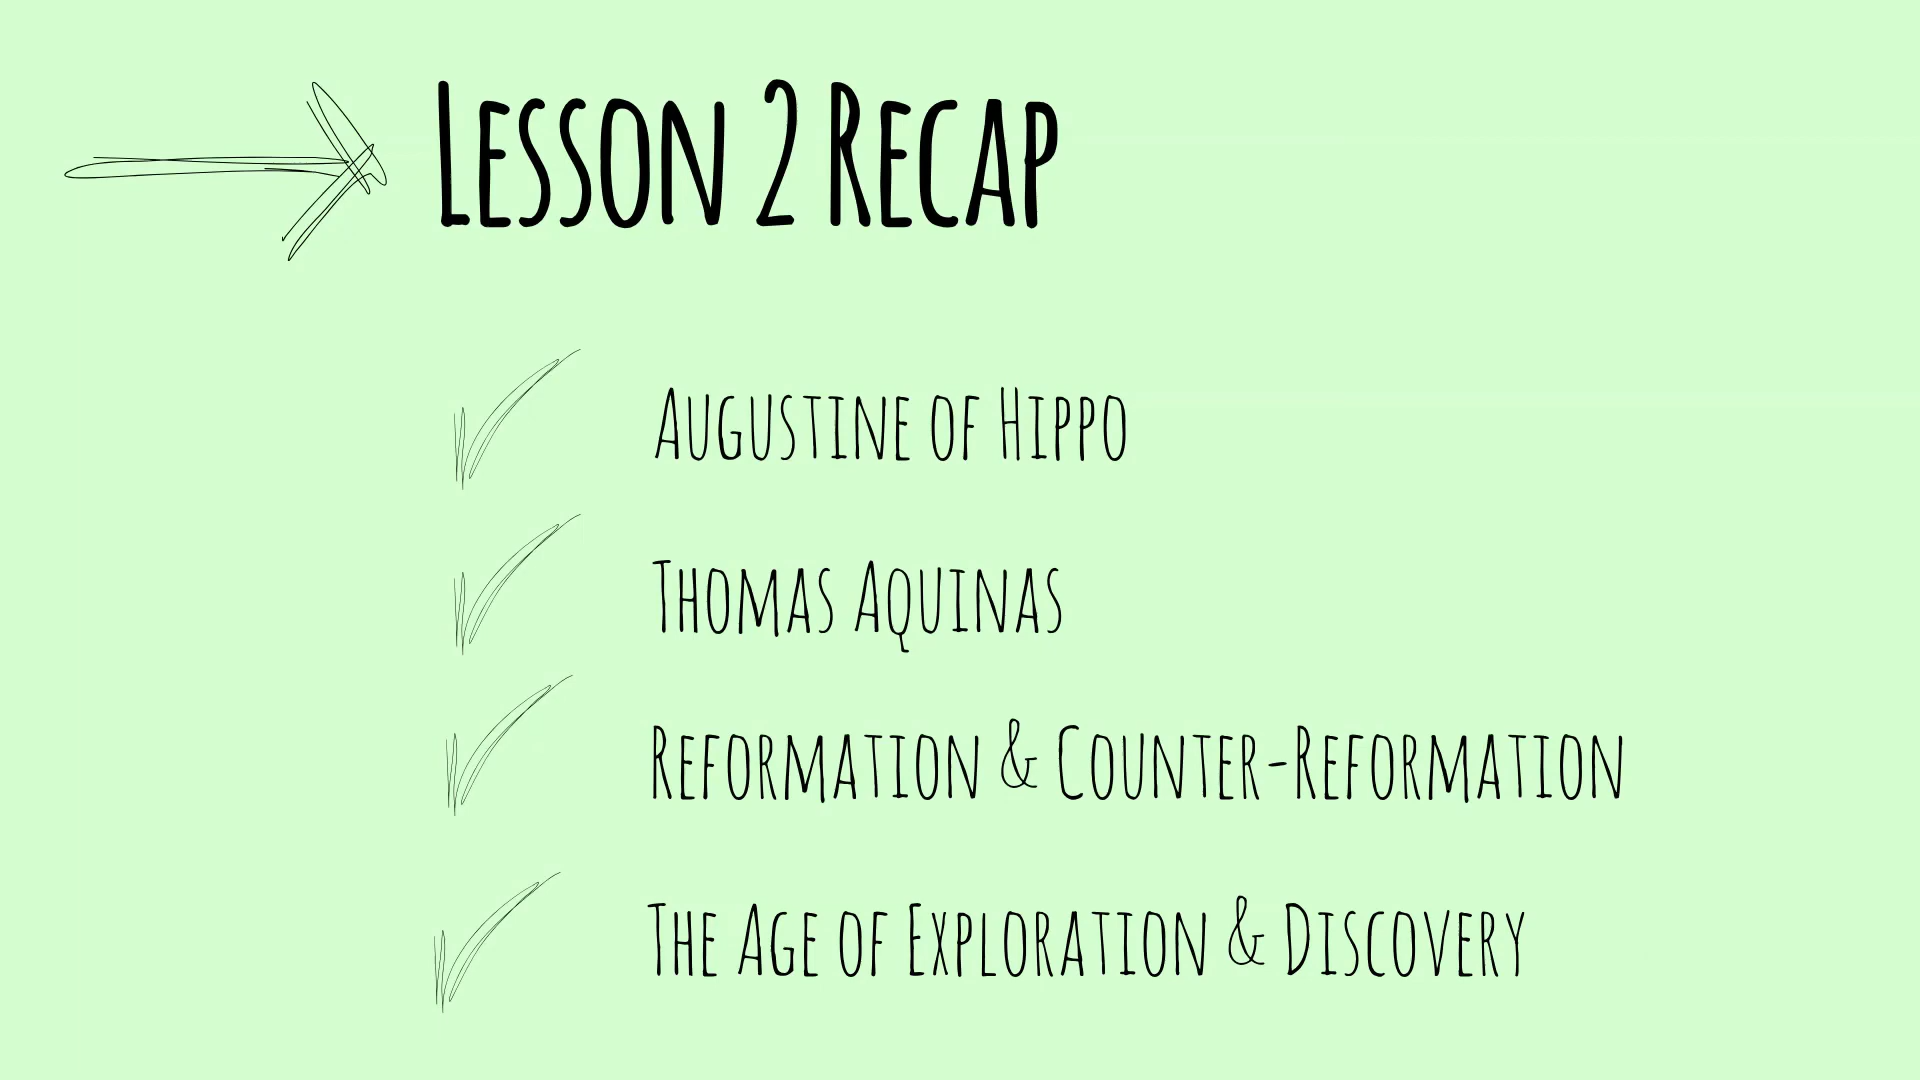 Lesson 2 Recap
Augustine of Hippo
Thomas Aquinas
Reformation & Counter-Reformation
The Age of Exploration & Discovery